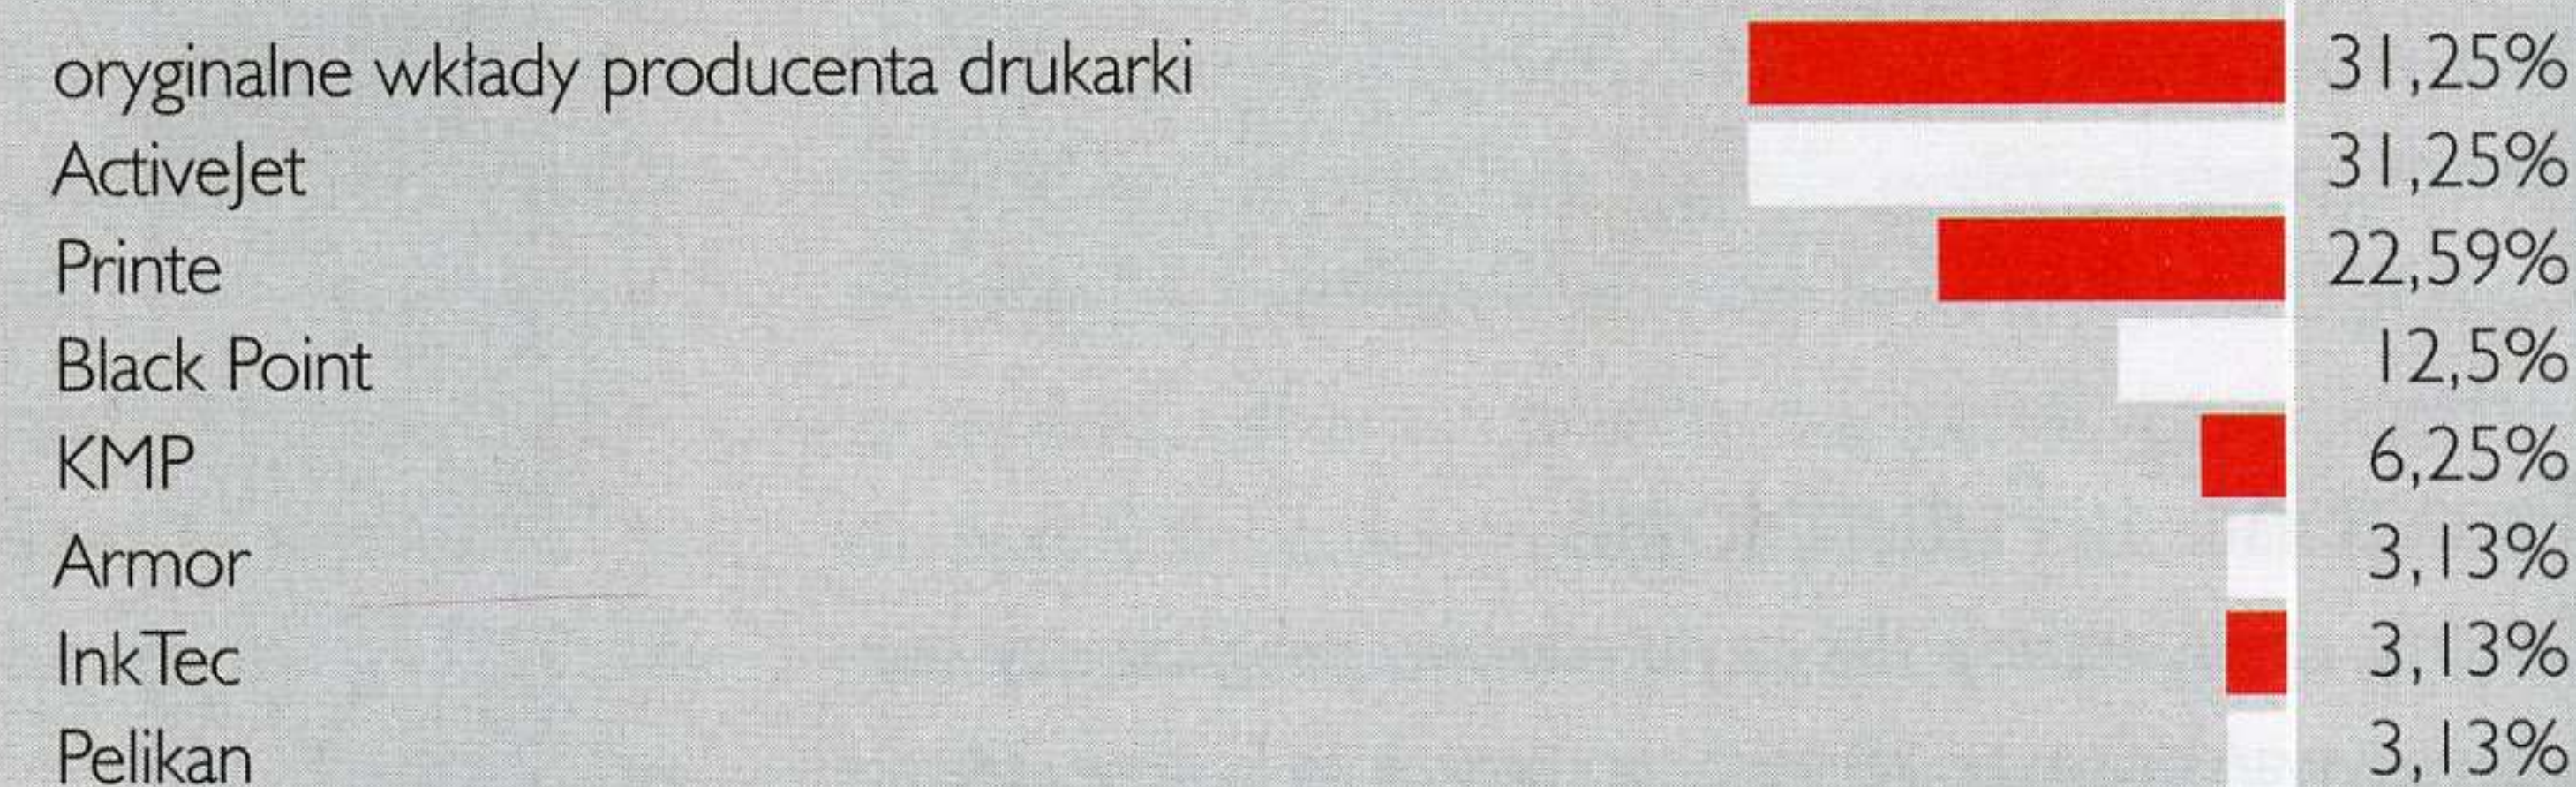 oryginalne wkłady producenta drukarki 31,25%
ActiveJet 31,25%
Printe 22,59%
Black Point 12,5%
KMP 6,25%
Armor 3,13%
InkTec 3,13%
Pelikan 3,13%